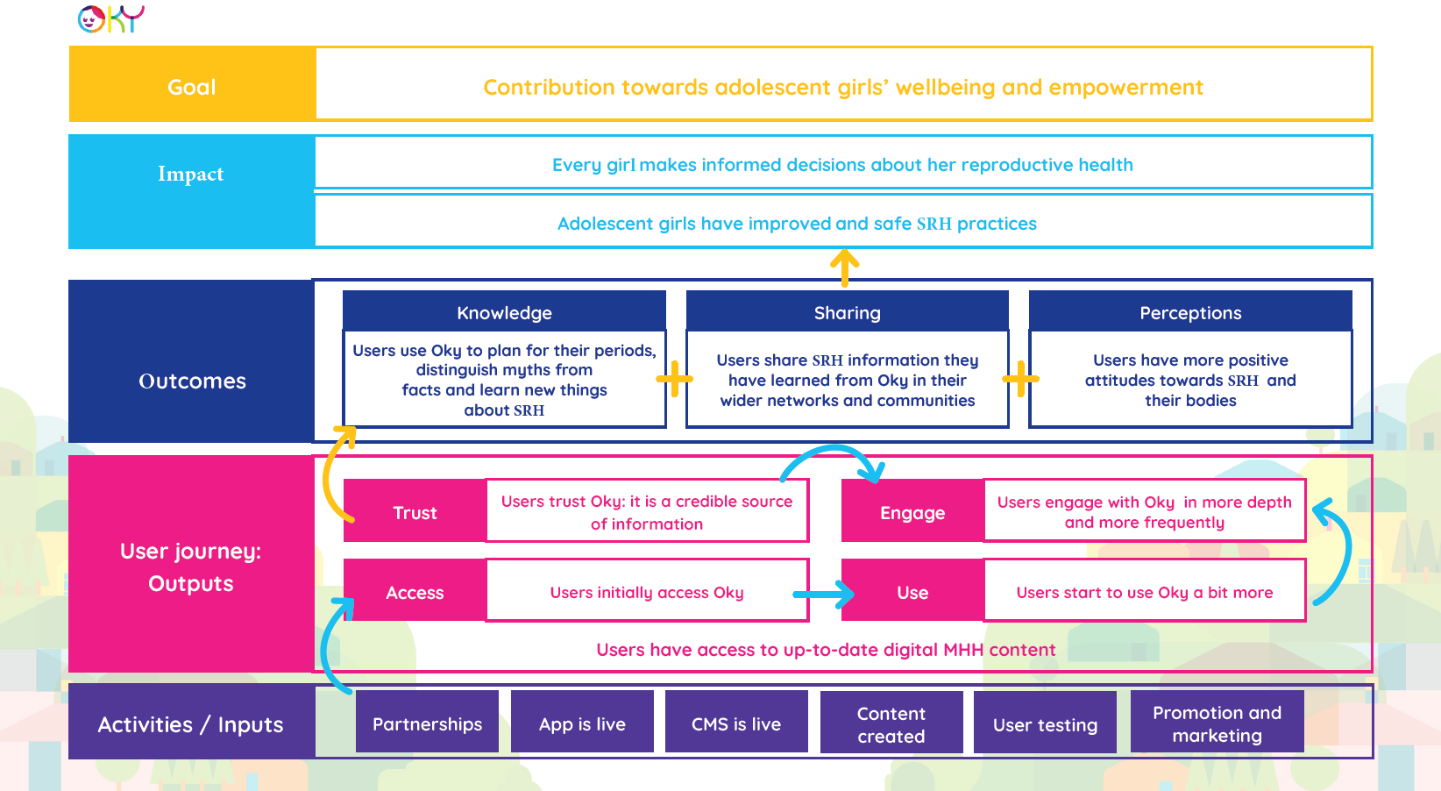 OKY
Goal
Contribution towards adolescent girls’ wellbeing and empowerment
Impact
Every girl makes informed decisions about her reproductive health
Adolescent girls have improved and safe SRH practices
Outcomes
Knowledge
Users use Oky to plan for their periods,
distinguish myths from
facts and learn new things
about SRH
Sharing
Users share SRH information they
have learned from Oky in their
wider networks and communities
Perceptions
Users have more positive
attitudes towards SRH and
their bodies
User journey:
Outputs
Trust
Users trust Oky: it is a credible source
of information
Engage
Users engage with Oky in more depth
and more frequently
Access
Users initially access Oky
Use
Users start to use Oky a bit more
Users have access to up-to-date digital MHH content
Activities / Inputs
Partnerships
App is live
CMS is live
Content
created
User testing
Promotion and
marketing